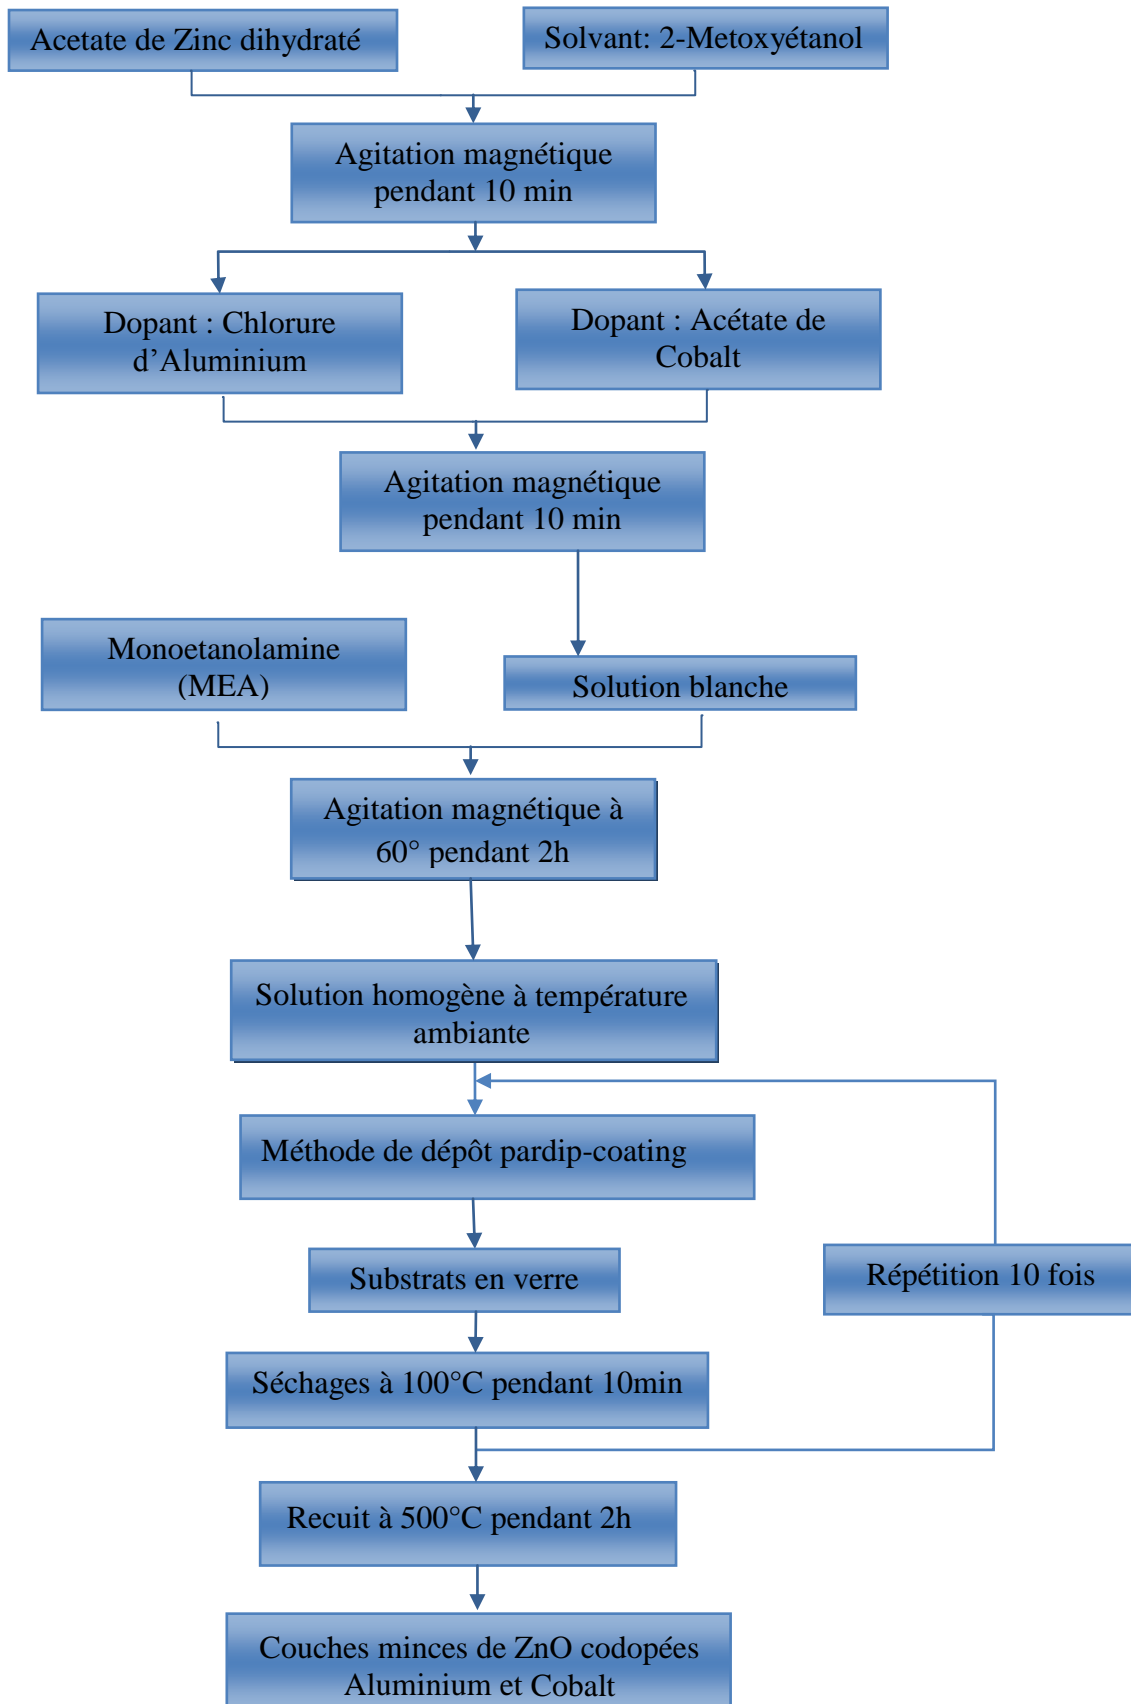 Acetate de Zinc dihydraté
Solvant: 2-Metoxyétanol
Agitation magnétique
pendant 10 min
Dopant : Chlorure
d’Aluminium
Dopant : Acétate de
Cobalt
Agitation magnétique
pendant 10 min
Monoetanolamine
(MEA)
Solution blanche
Agitation magnétique à
60° pendant 2h
Solution homogène à température
ambiante
Méthode de dépôt pardip-coating
Substrats en verre
Répétition 10 fois
Séchages à 100°C pendant 10min
Recuit à 500°C pendant 2h
Couches minces de ZnO codopées
Aluminium et Cobalt